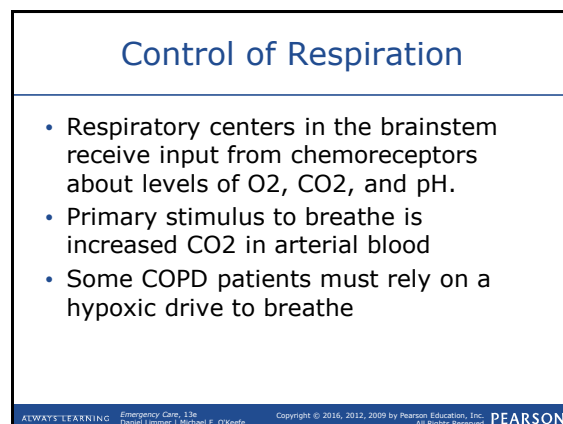 Control of Respiration
• Respiratory centers in the brainstem
receive input from chemoreceptors
about levels of O2, CO2, and pH.
• Primary stimulus to breathe is
increased CO2 in arterial blood
• Some COPD patients must rely on a
hypoxic drive to breathe
ALWAYS LEARNING
Emergency Care, 13e
Daniel Limmer | Michael F. O'Keefe
Copyright © 2016, 2012, 2009 by Pearson Education, Inc.
All Rights Reserved
PEARSON